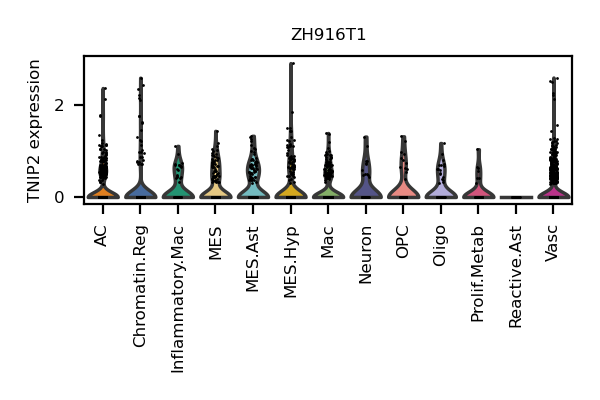 ZH916T1
TNIP2 expression
2
0
AC
Chromatin.Reg
Inflammatory.Mac
MES
MES.Ast
MES.Hyp
Mac
Neuron
OPC
Oligo
Prolif.Metab
Reactive.Ast
Vasc